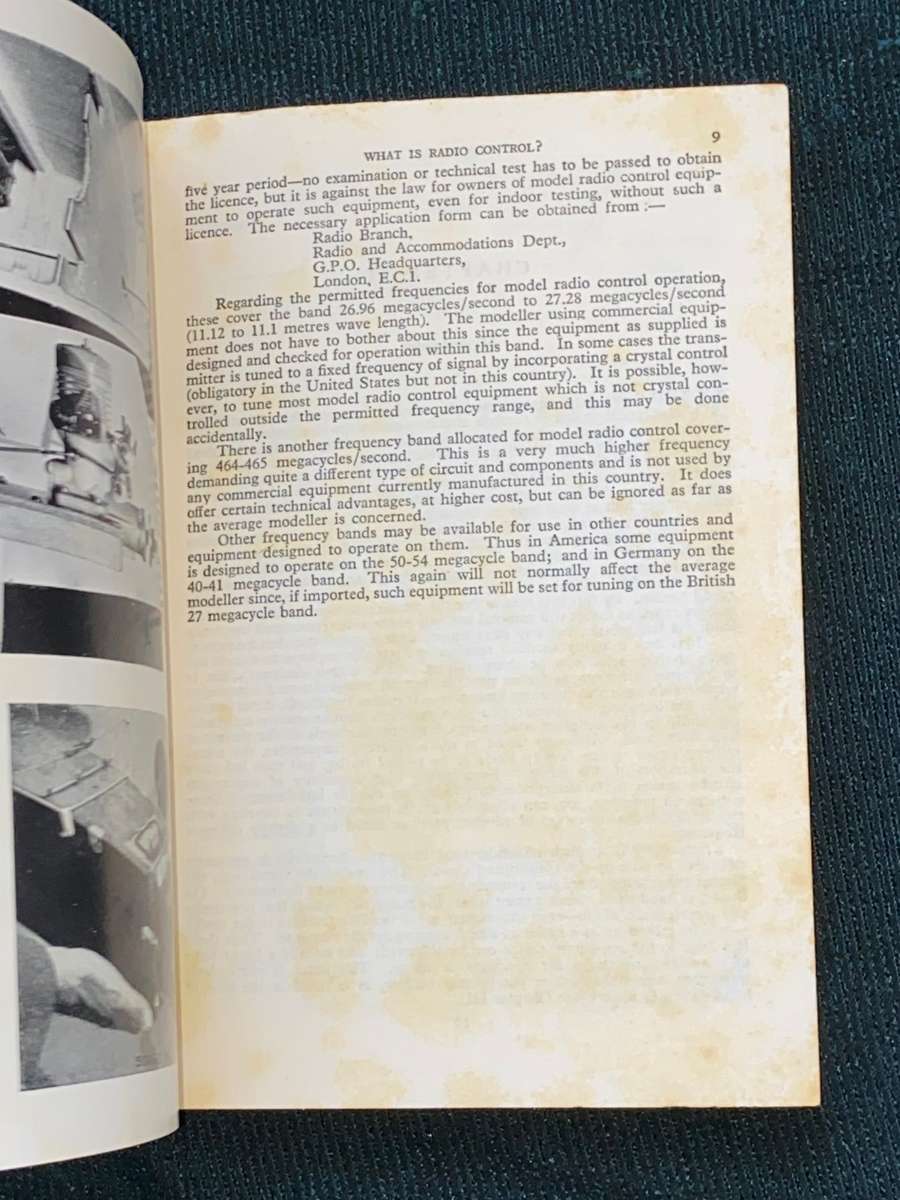 WHAT IS RADIO CONTROL?
9
five year period—no examination or technical test has to be passed to obtain
the licence, but it is against the law for owners of model radio control equip-
ment to operate such equipment, even for indoor testing, without such a
licence. The necessary application form can be obtained from :—
Radio Branch,
Radio and Accommodations Dept.,
G.P.O. Headquarters,
London, E.C.1.
Regarding the permitted frequencies for model radio control operation,
these cover the band 26.96 megacycles/second to 27.28 megacycles/second
(11.12 to 11.1 metres wave length). The modeller using commercial equip-
ment does not have to bother about this since the equipment as supplied is
designed and checked for operation within this band. In some cases the trans-
mitter is tuned to a fixed frequency of signal by incorporating a crystal control
(obligatory in the United States but not in this country). It is possible, how-
ever, to tune most model radio control equipment which is not crystal con-
trolled outside the permitted frequency range, and this may be done
accidentally.
There is another frequency band allocated for model radio control cover-
ing 464-465 megacycles/second. This is a very much higher frequency
demanding quite a different type of circuit and components and is not used by
any commercial equipment currently manufactured in this country. It does
offer certain technical advantages, at higher cost, but can be ignored as far as
the average modeller is concerned.
Other frequency bands may be available for use in other countries and
equipment designed to operate on them. Thus in America some equipment
is designed to operate on the 50-54 megacycle band; and in Germany on the
40-41 megacycle band. This again will not normally affect the average
modeller since, if imported, such equipment will be set for tuning on the British
27 megacycle band.